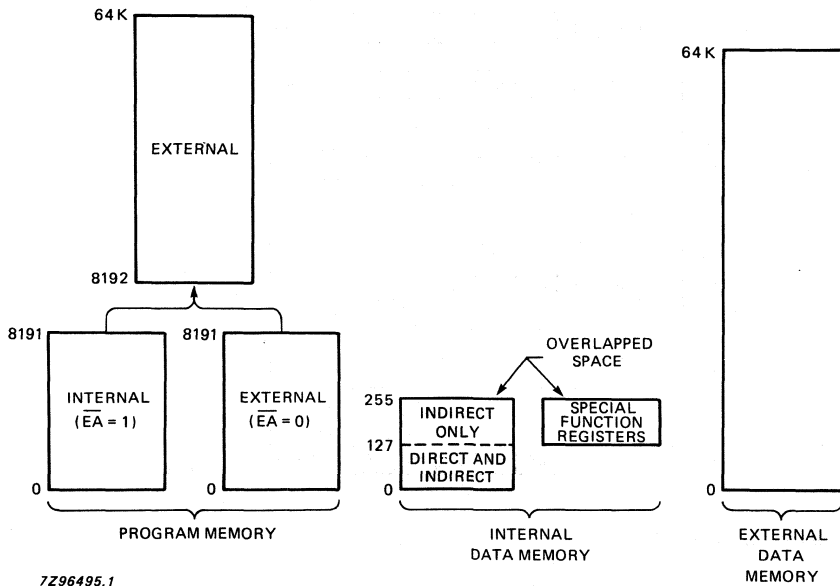 64K
EXTERNAL
8192
8191
INTERNAL
(EA = 1)
0
8191
EXTERNAL
(EA = 0)
0
PROGRAM MEMORY
OVERLAPPED
SPACE
255
INDIRECT
ONLY
127
DIRECT AND
INDIRECT
0
SPECIAL
FUNCTION
REGISTERS
INTERNAL
DATA MEMORY
64K
0
EXTERNAL
DATA
MEMORY
7Z96495.1